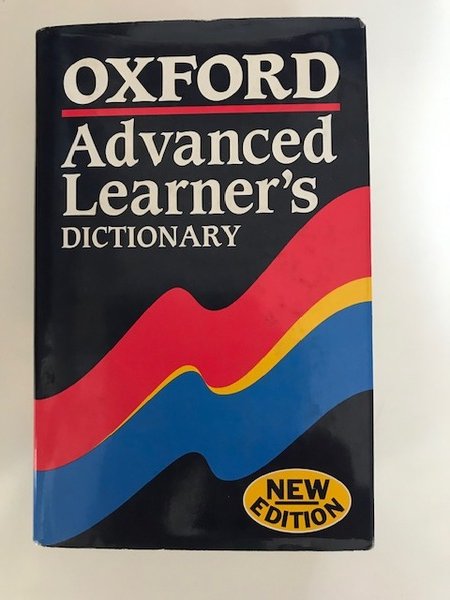 OXFORD
Advanced
Learner's
DICTIONARY
NEW
EDITION